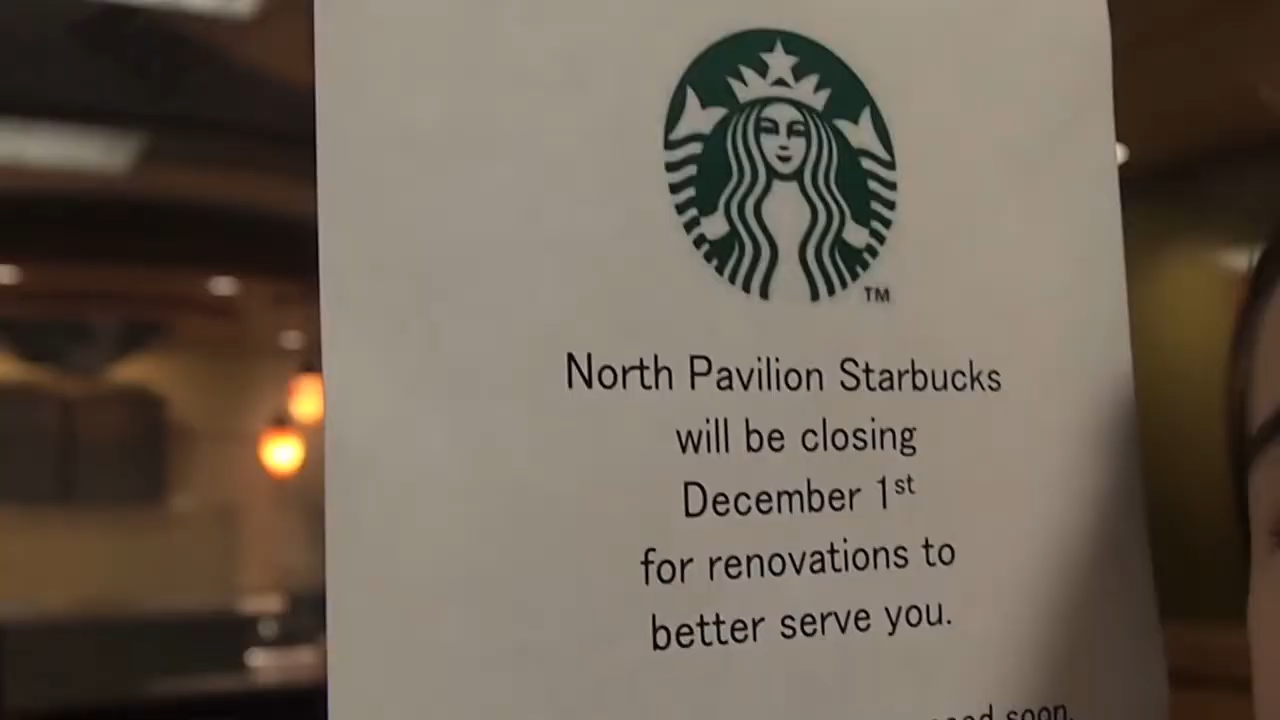 TM
North Pavilion Starbucks
will be closing
December 1st
for renovations to
better serve you.
soon.